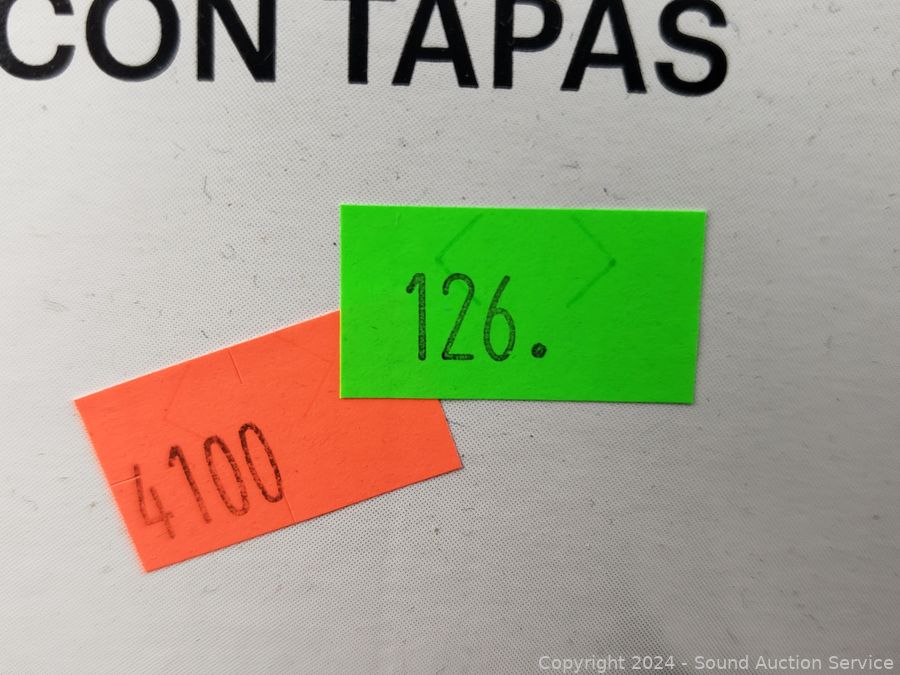 CON TAPAS
126.
4100
Copyright 2024 - Sound Auction Service